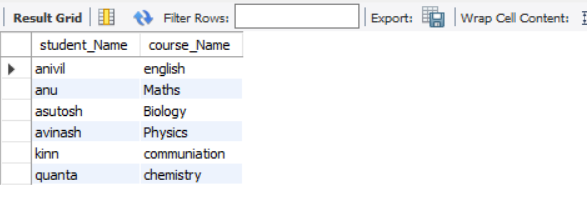 Result Grid Filter Rows: Export: Wrap Cell Content:
student_Name course_Name
anivil english
anu Maths
asutosh Biology
avinash Physics
kinn communiation
quanta chemistry